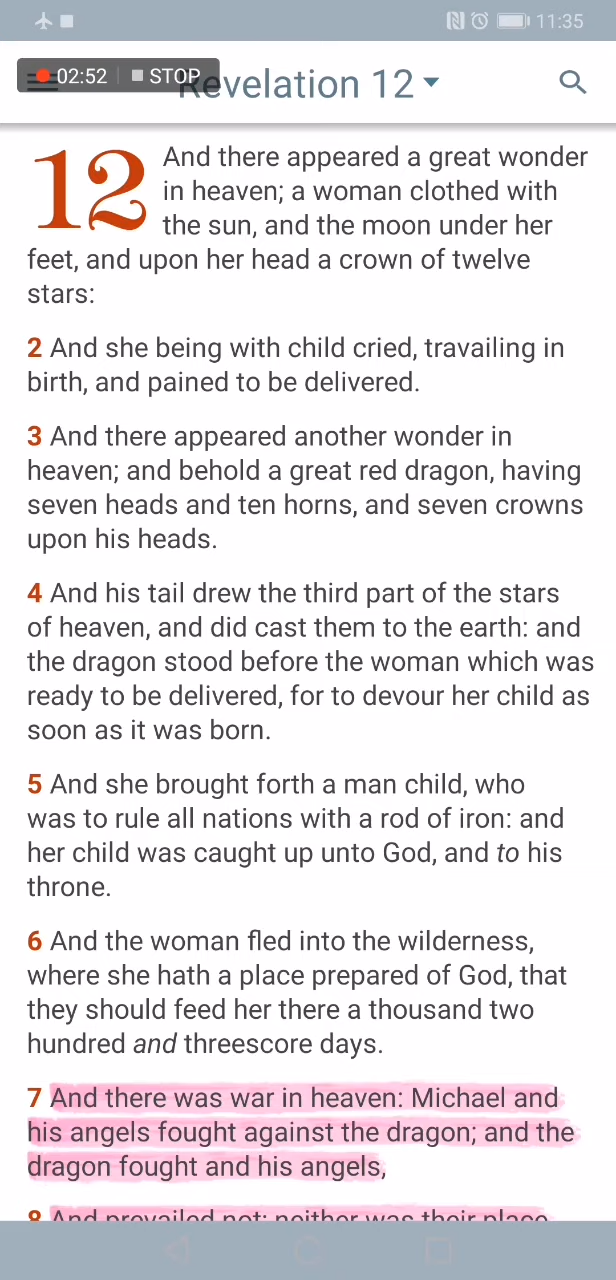 11:35
02:52 STOP
Revelation 12
12 And there appeared a great wonder
in heaven; a woman clothed with
the sun, and the moon under her
feet, and upon her head a crown of twelve
stars:
2 And she being with child cried, travailing in
birth, and pained to be delivered.
3 And there appeared another wonder in
heaven; and behold a great red dragon, having
seven heads and ten horns, and seven crowns
upon his heads.
4 And his tail drew the third part of the stars
of heaven, and did cast them to the earth: and
the dragon stood before the woman which was
ready to be delivered, for to devour her child as
soon as it was born.
5 And she brought forth a man child, who
was to rule all nations with a rod of iron: and
her child was caught up unto God, and to his
throne.
6 And the woman fled into the wilderness,
where she hath a place prepared of God, that
they should feed her there a thousand two
hundred and threescore days.
7 And there was war in heaven: Michael and
his angels fought against the dragon; and the
dragon fought and his angels,
8 And prevailed not; neither was their place